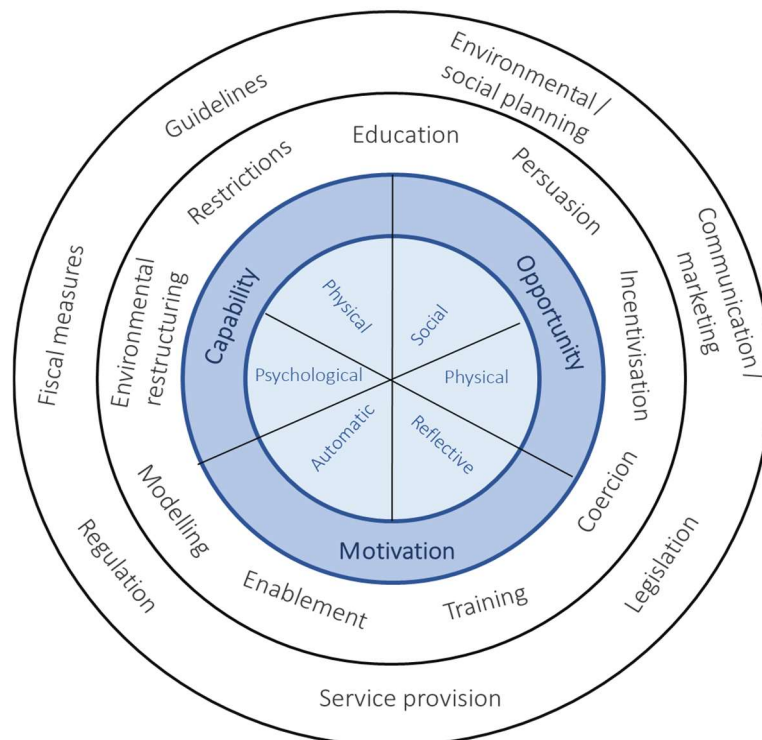 Environmental /
social planning
Guidelines
Education
Restrictions
Persuasion
Communication /
marketing
Fiscal measures
Environmental
restructuring
Capability
Opportunity
Incentivisation
Physical
Social
Psychological
Physical
Automatic
Reflective
Modelling
Coercion
Motivation
Regulation
Enablement
Training
Legislation
Service provision